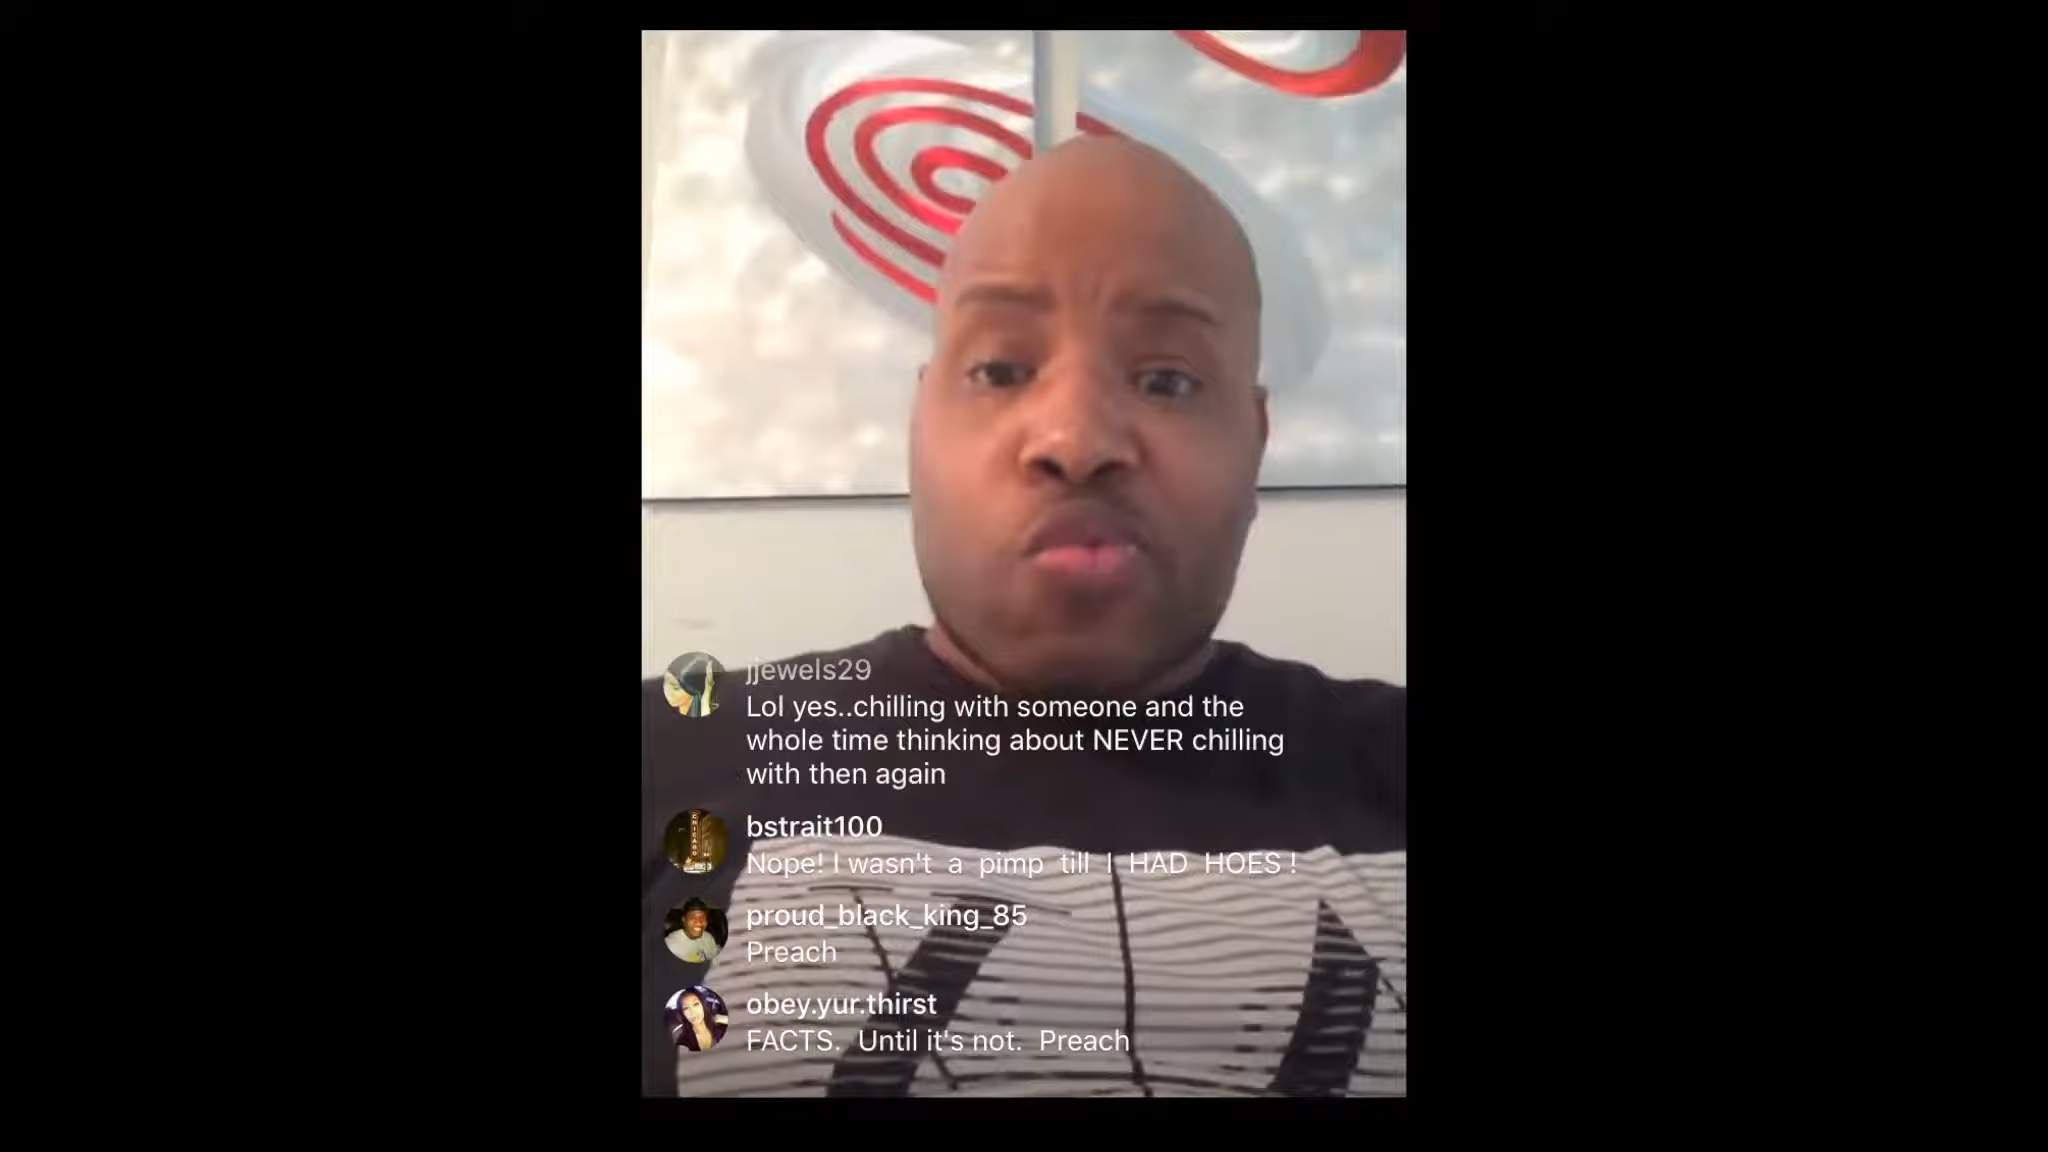 jjewels29
Lol yes..chilling with someone and the
whole time thinking about NEVER chilling
with then again
bstrait100
Nope! I wasn't a pimp till I HAD HOES !
proud_black_king_85
Preach
obey.yur.thirst
FACTS. Until it's not. Preach
CHICAGO